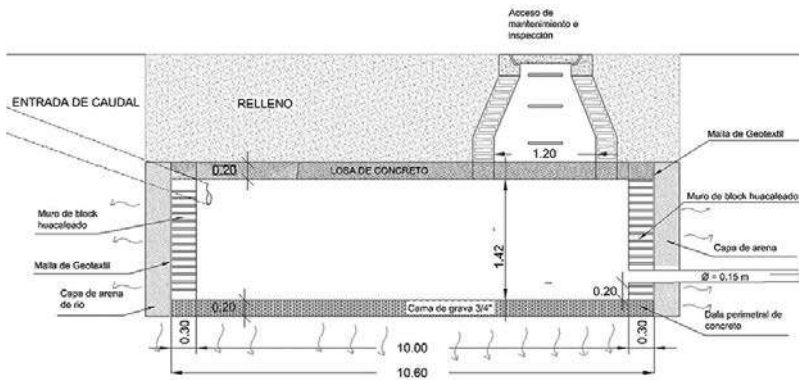 Acceso de
mantenimiento e
inspección
ENTRADA DE CAUDAL
RELLENO
Malla de Geotextil
1.20
0.20
LOSA DE CONCRETO
Muro de block
huacaleado
Muro de block
huacaleado
Malla de Geotextil
1.42
Capa de arena
Ø = 0.15 m
Capa de arena
de río
0.20
0.20
Cama de grava 3/4"
Dala perimetral de
concreto
0.30
0.30
10.00
10.60